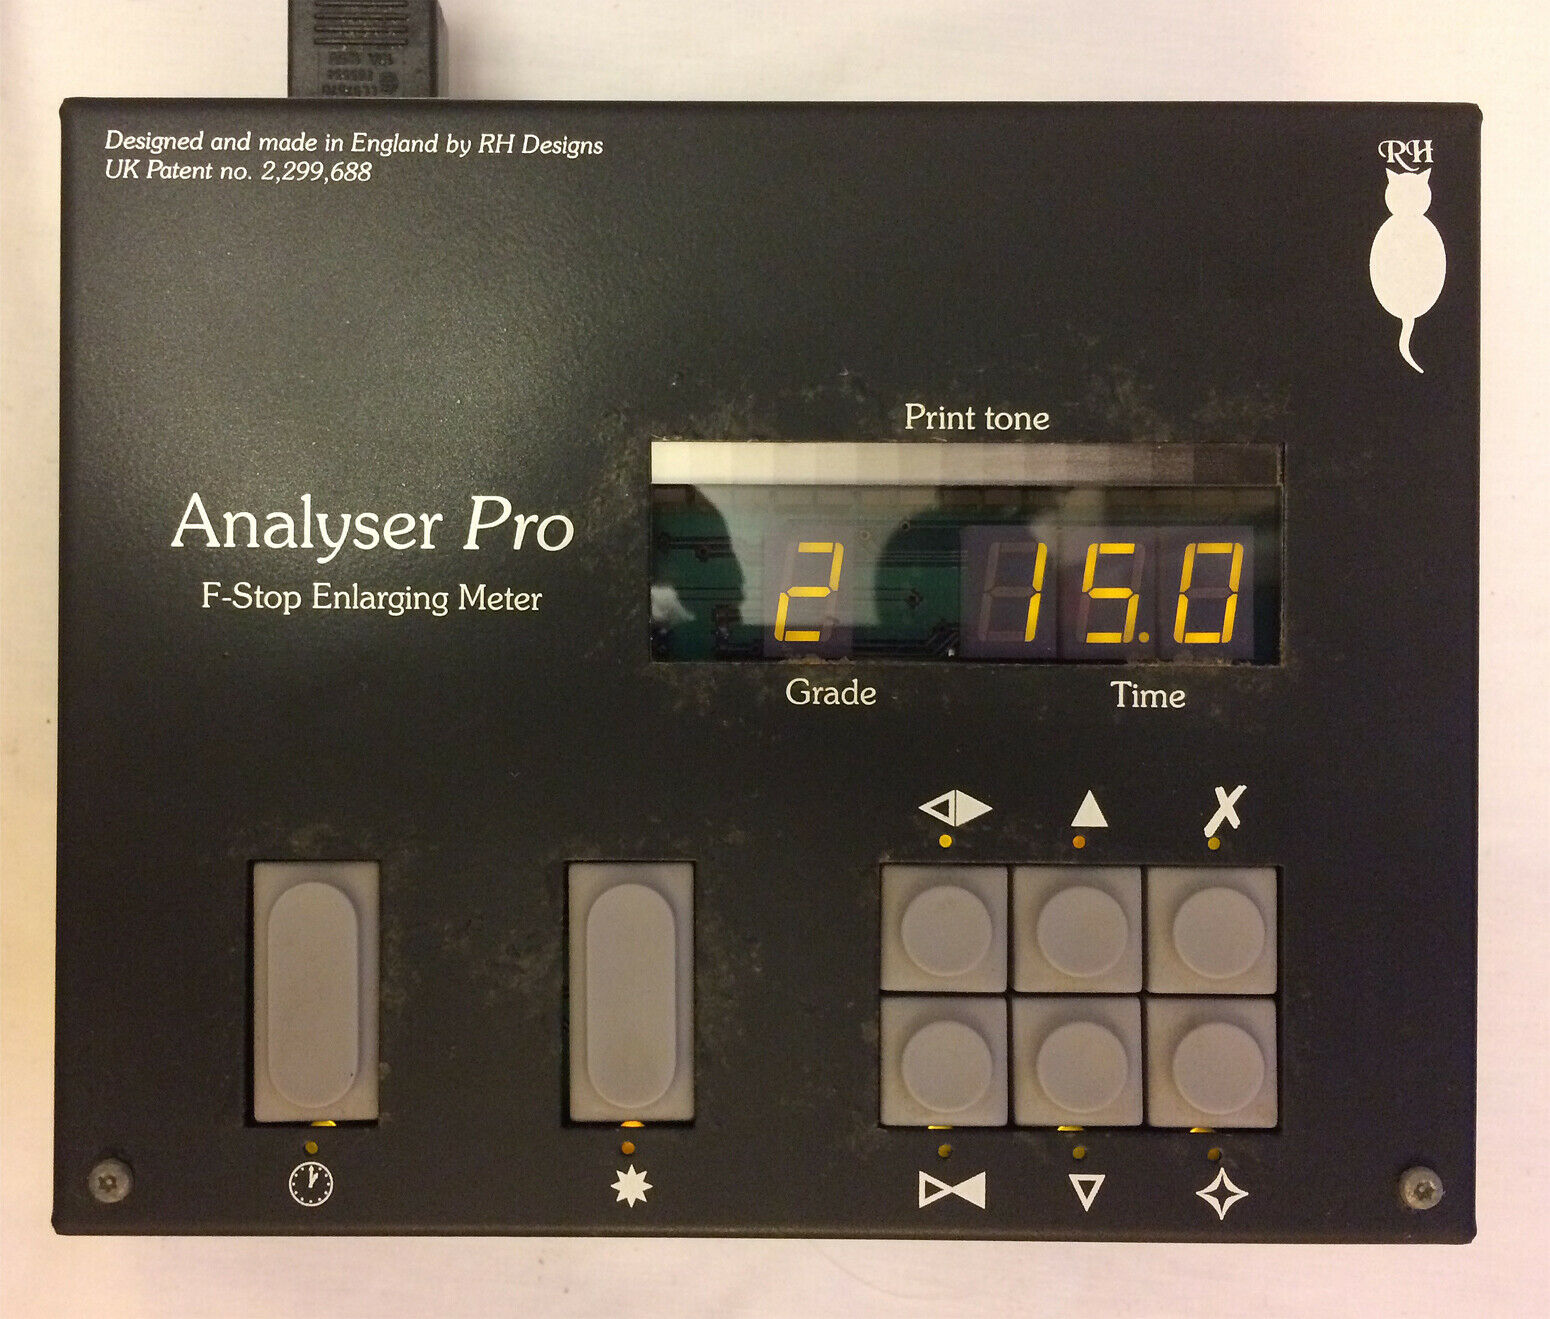 Designed and made in England by RH Designs
UK Patent no. 2,299,688
RH
Print tone
Analyser Pro
F-Stop Enlarging Meter
2 15.0
Grade Time